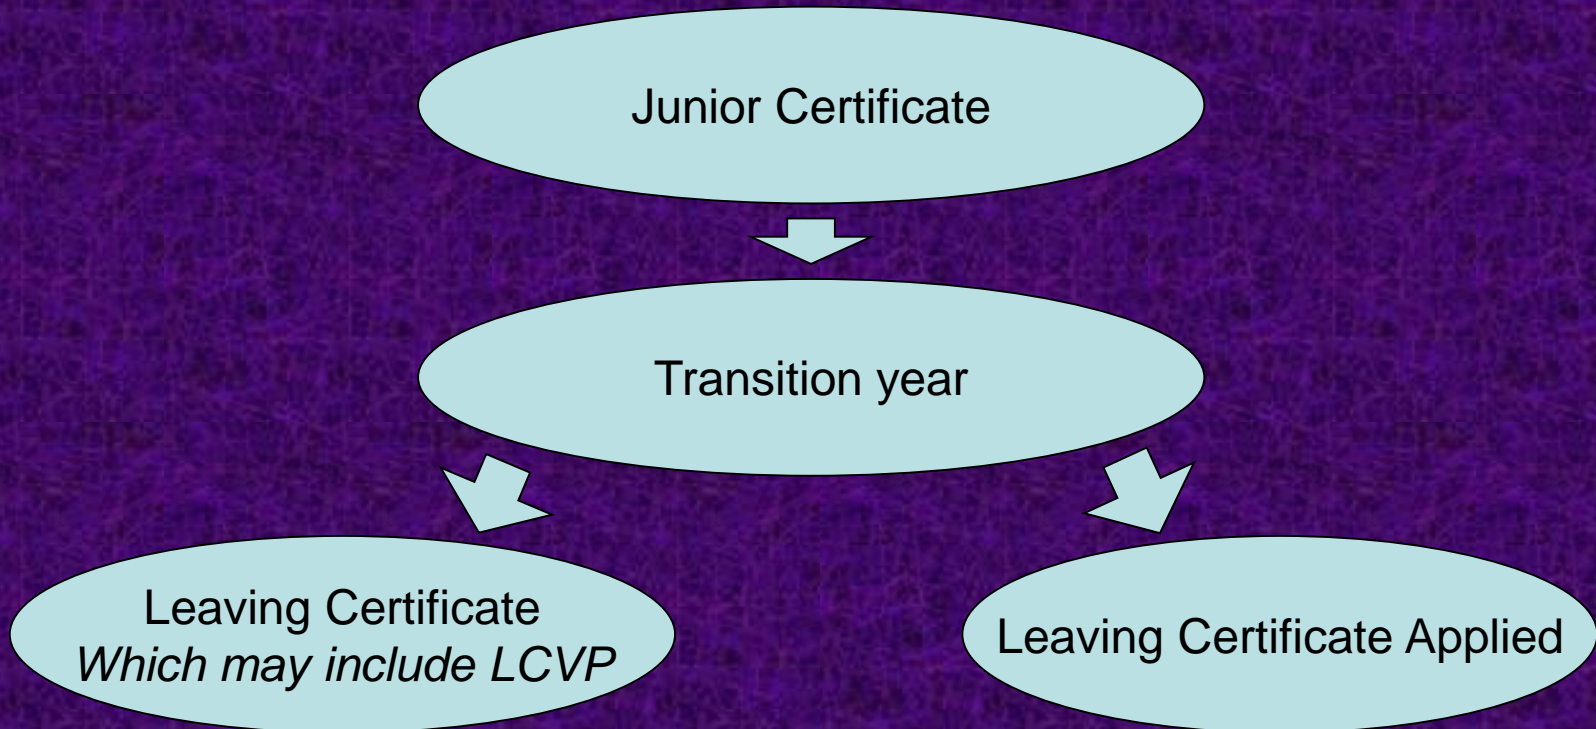 Junior Certificate
Transition year
Leaving Certificate
Which may include LCVP
Leaving Certificate Applied